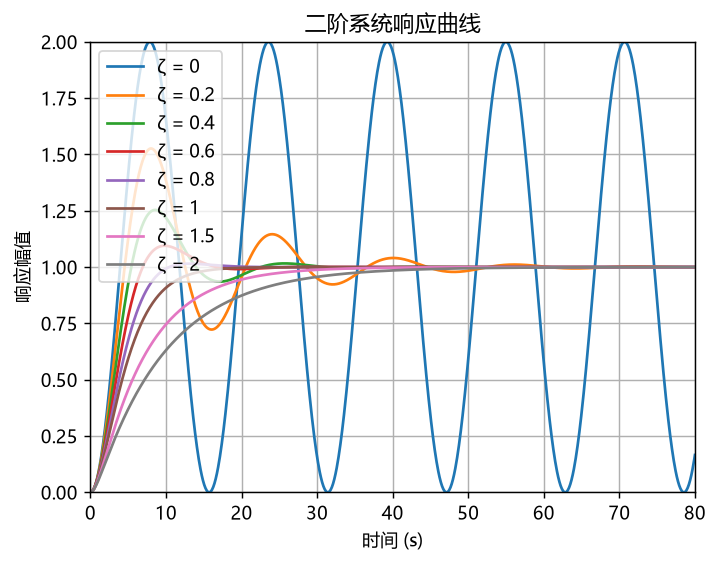 二阶系统响应曲线
2.00
1.75
1.50
1.25
1.00
0.75
0.50
0.25
0.00
响应幅值
ζ = 0
ζ = 0.2
ζ = 0.4
ζ = 0.6
ζ = 0.8
ζ = 1
ζ = 1.5
ζ = 2
0 10 20 30 40 50 60 70 80
时间 (s)